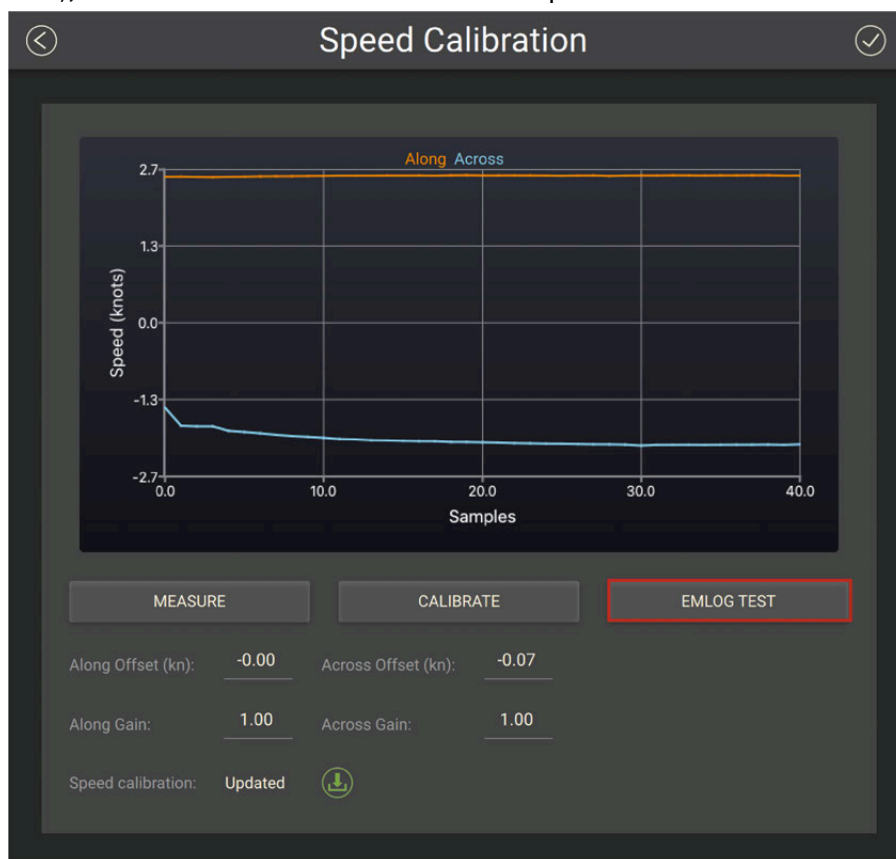 Speed Calibration
Along Across
2.7
1.3
0.0
-1.3
-2.7
Speed (knots)
0.0 10.0 20.0 30.0 40.0
Samples
MEASURE CALIBRATE EMLOG TEST
Along Offset (kn): -0.00 Across Offset (kn): -0.07
Along Gain: 1.00 Across Gain: 1.00
Speed calibration: Updated